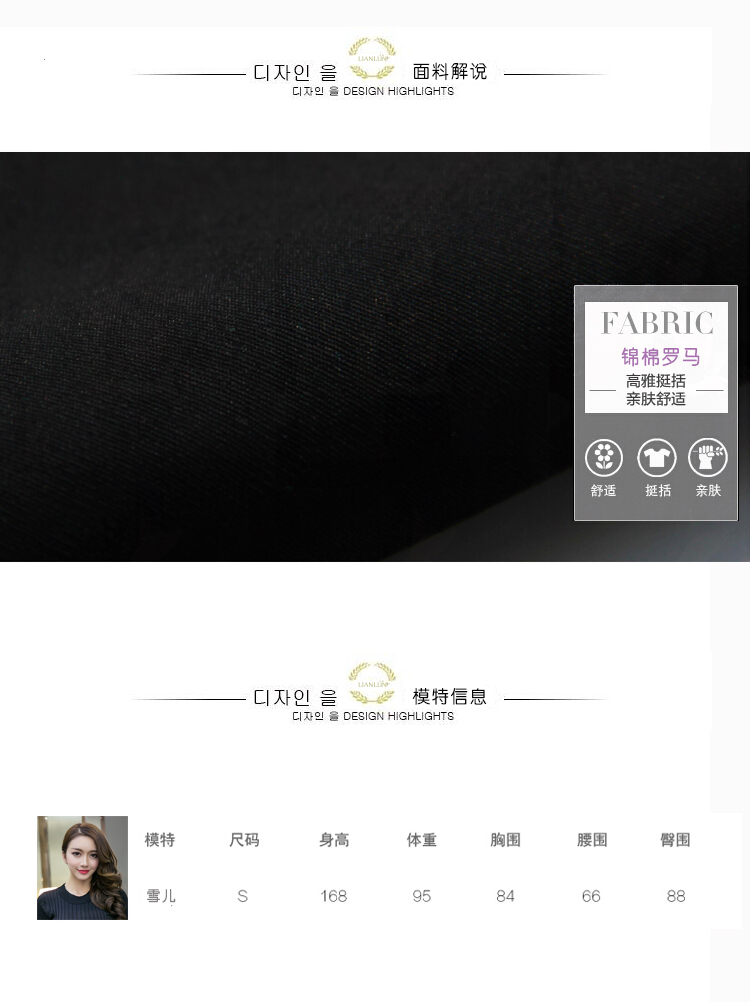 디자인 을 LIANLUNI 面料解说
디자인 을 DESIGN HIGHLIGHTS
FABRIC
锦棉罗马
高雅挺括
亲肤舒适
舒适 挺括 亲肤
디자인 을 模特信息
디자인 을 DESIGN HIGHLIGHTS
模特 尺码 身高 体重 胸围 腰围 臀围
雪儿 S 168 95 84 66 88